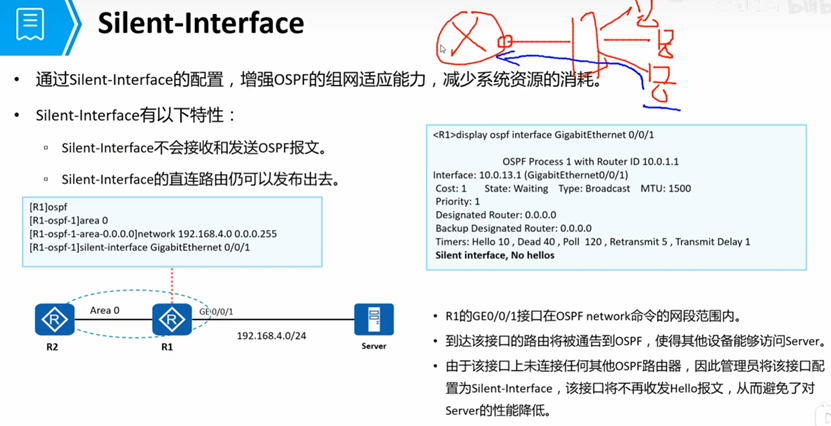 Silent-Interface
• 通过Silent-Interface的配置，增强OSPF的组网适应能力，减少系统资源的消耗。
• Silent-Interface有以下特性：
▫ Silent-Interface不会接收和发送OSPF报文。
▫ Silent-Interface的直连路由仍可以发布出去。
[R1]ospf
[R1-ospf-1]area 0
[R1-ospf-1-area-0.0.0.0]network 192.168.4.0 0.0.0.255
[R1-ospf-1]silent-interface GigabitEthernet 0/0/1
Area 0
GE 0/0/1
R
R
R2
R1
192.168.4.0/24
Server
<R1>display ospf interface GigabitEthernet 0/0/1
OSPF Process 1 with Router ID 10.0.1.1
Interface: 10.0.13.1 (GigabitEthernet0/0/1)
Cost: 1 State: Waiting Type: Broadcast MTU: 1500
Priority: 1
Designated Router: 0.0.0.0
Backup Designated Router: 0.0.0.0
Timers: Hello 10 , Dead 40 , Poll 120 , Retransmit 5 , Transmit Delay 1
Silent interface, No hellos
• R1的GE0/0/1接口在OSPF network命令的网段范围内。
• 到达该接口的路由将被通告到OSPF，使得其他设备能够访问Server。
• 由于该接口上未连接任何其他OSPF路由器，因此管理员将该接口配
置为Silent-Interface，该接口将不再收发Hello报文，从而避免了对
Server的性能降低。